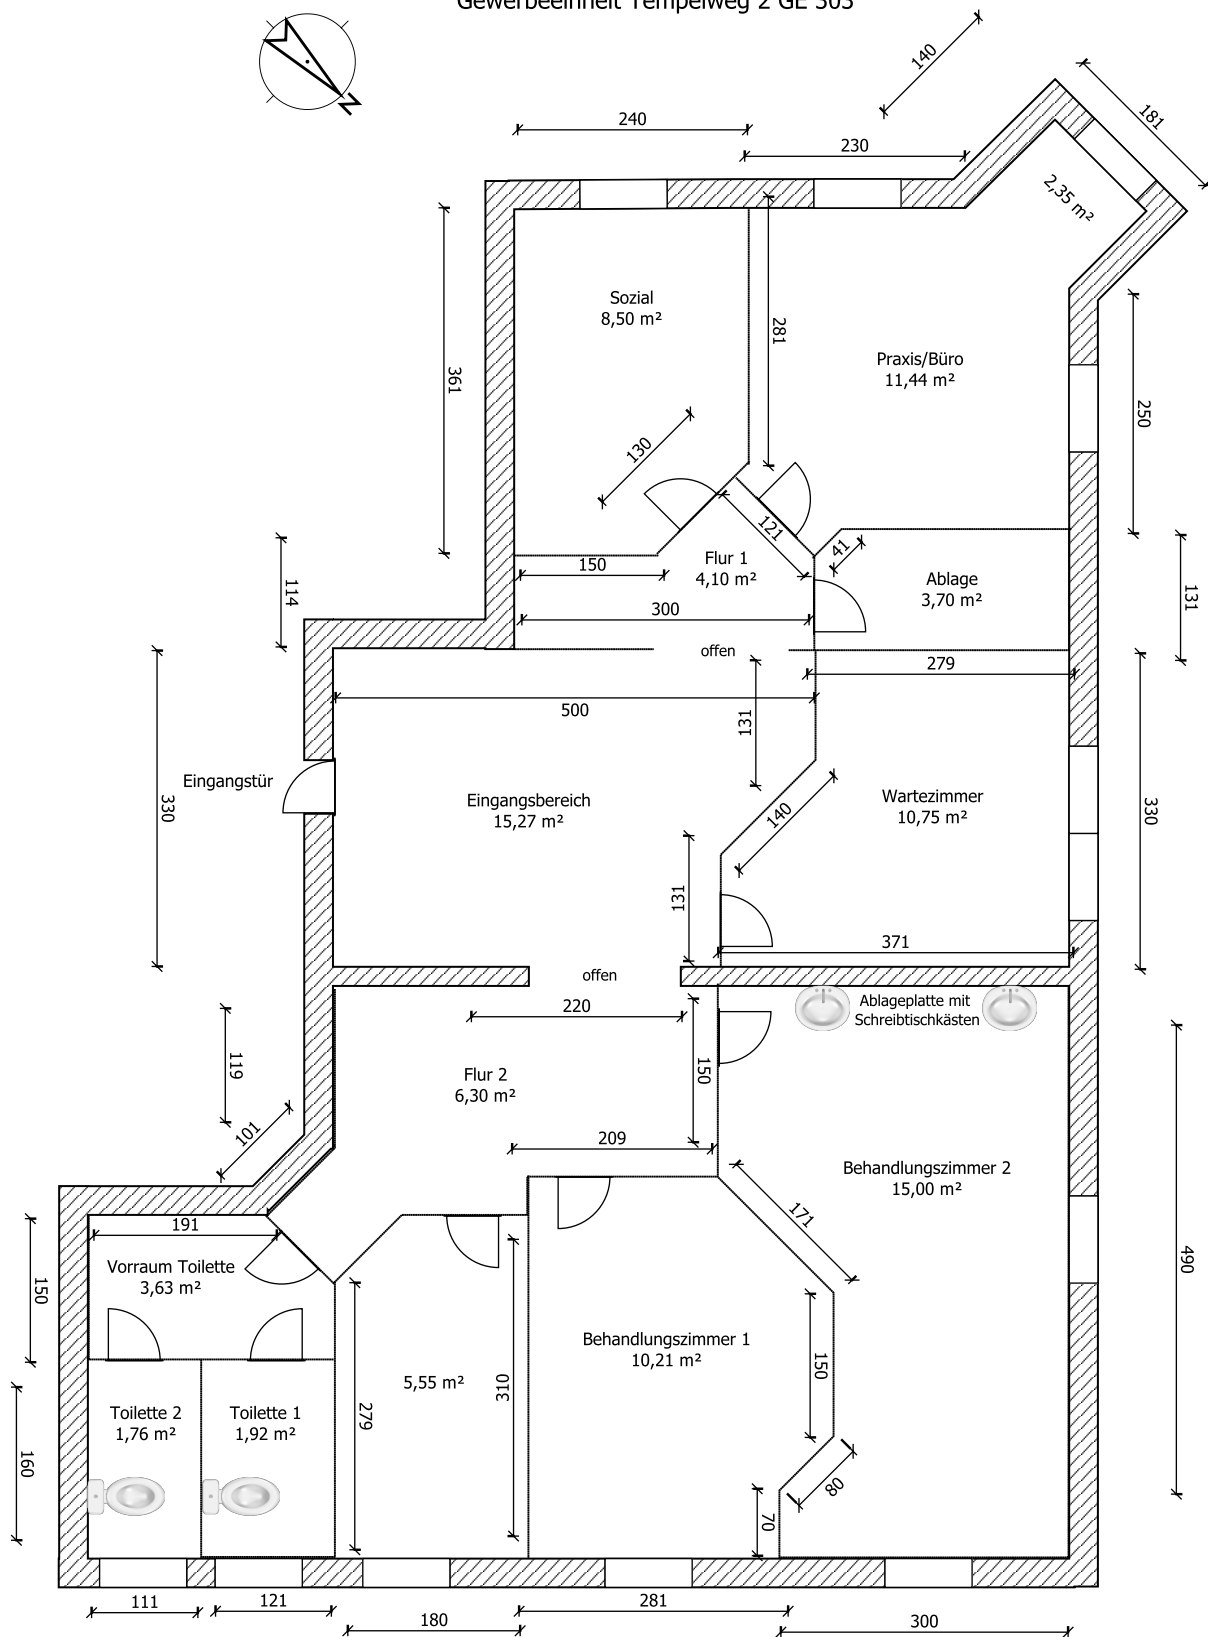 Gewerbeeinheit Tempelweg 2 GE 303
N
140
181
240
230
2,35 m²
Sozial
8,50 m²
281
361
Praxis/Büro
11,44 m²
250
130
121
41
114
150
Flur 1
4,10 m²
Ablage
3,70 m²
131
300
offen
279
500
131
Eingangstür
330
Eingangsbereich
15,27 m²
140
Wartezimmer
10,75 m²
330
131
371
offen
Ablageplatte mit
Schreibtischkästen
220
119
Flur 2
6,30 m²
150
101
209
Behandlungszimmer 2
15,00 m²
171
191
490
Vorraum Toilette
3,63 m²
150
Behandlungszimmer 1
10,21 m²
150
5,55 m²
310
279
Toilette 2
1,76 m²
Toilette 1
1,92 m²
160
80
70
111
121
180
281
300